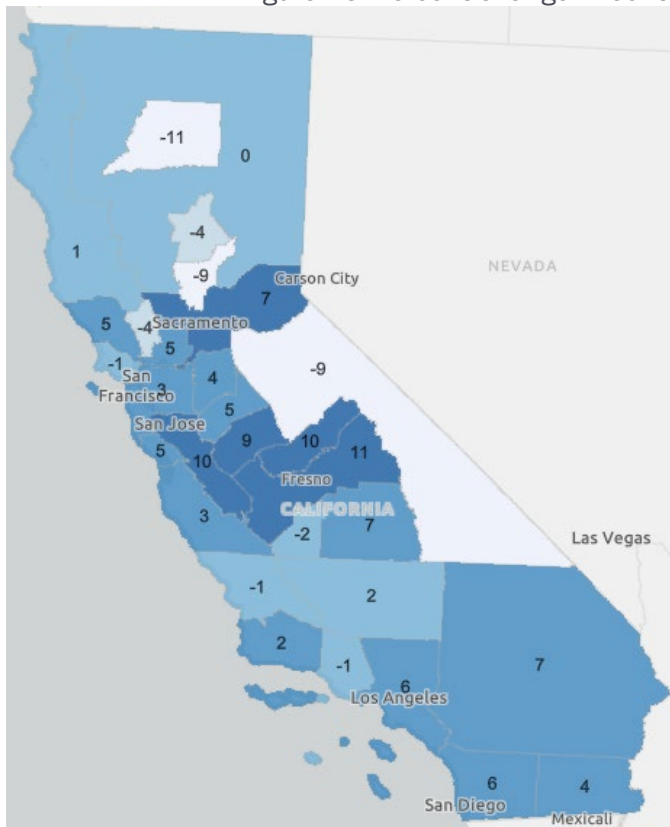 -11
0
-4
1
-9
Carson City
NEVADA
7
5
-4
Sacramento
5
-1
-9
San
Francisco
4
3
5
San Jose
9
10
11
5
10
Fresno
3
CALIFORNIA
-2
7
Las Vegas
-1
2
2
-1
7
6
Los Angeles
6
4
San Diego
Mexicali